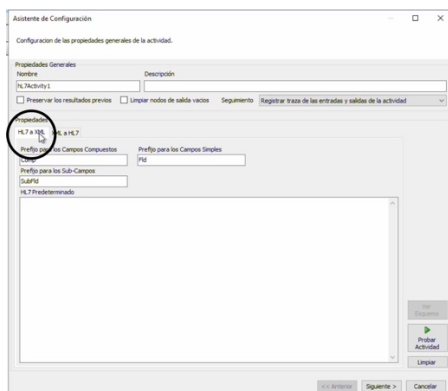 Asistente de Configuración
Configuracion de las propiedades generales de la actividad.
Propiedades Generales
Nombre Descripción
hL7Activity1
Preservar los resultados previos Limpiar nodos de salida vacios Seguimiento Registrar traza de las entradas y salidas de la actividad
Propiedades
HL7 a XML XML a HL7
Prefijo para los Campos Compuestos Prefijo para los Campos Simples
Comp Fld
Prefijo para los Sub-Campos
SubFld
HL7 Predeterminado
Ver
Esquema
Probar
Actividad
Limpiar
<< Anterior Siguiente > Cancelar